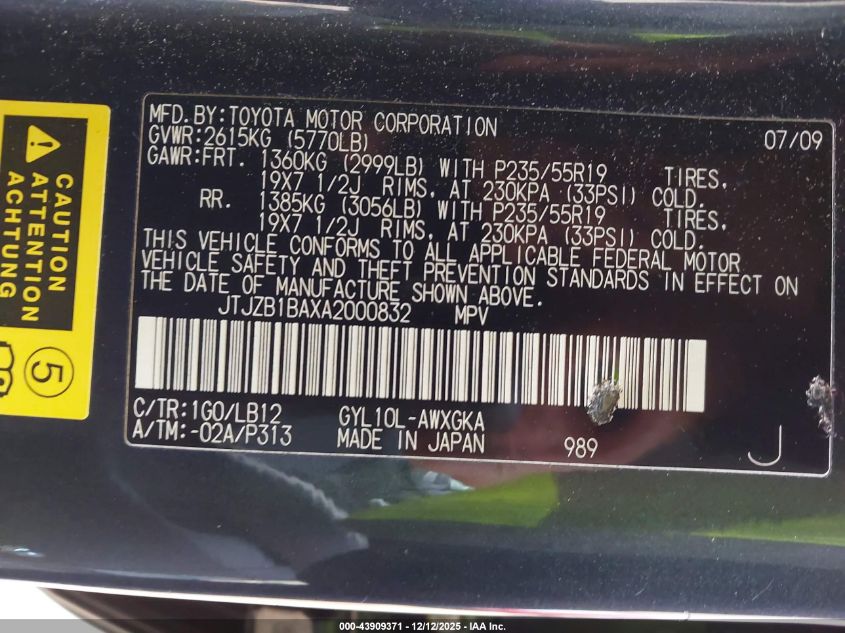 MFD.BY:TOYOTA MOTOR CORPORATION 07/09
GVWR:2615KG (5770LB)
GAWR:FRT. 1360KG (2999LB) WITH P235/55R19 TIRES,
19X7 1/2J RIMS, AT 230KPA (33PSI) COLD.
RR. 1385KG (3056LB) WITH P235/55R19 TIRES,
19X7 1/2J RIMS, AT 230KPA (33PSI) COLD.
THIS VEHICLE CONFORMS TO ALL APPLICABLE FEDERAL MOTOR
VEHICLE SAFETY AND THEFT PREVENTION STANDARDS IN EFFECT ON
THE DATE OF MANUFACTURE SHOWN ABOVE.
JTJZB1BAXA2000832 MPV
C/TR:1G0/LB12 GYL10L-AWXGKA
A/TM:-02A/P313 MADE IN JAPAN 989 J
CAUTION
ATTENTION
ACHTUNG
5
000-43909371 - 12/12/2025 - IAA Inc.